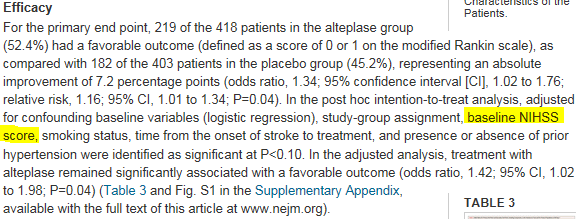 Characteristics of the
Patients.
Efficacy
For the primary end point, 219 of the 418 patients in the alteplase group
(52.4%) had a favorable outcome (defined as a score of 0 or 1 on the modified Rankin scale), as
compared with 182 of the 403 patients in the placebo group (45.2%), representing an absolute
improvement of 7.2 percentage points (odds ratio, 1.34; 95% confidence interval [CI], 1.02 to 1.76;
relative risk, 1.16; 95% CI, 1.01 to 1.34; P=0.04). In the post hoc intention-to-treat analysis, adjusted
for confounding baseline variables (logistic regression), study-group assignment, baseline NIHSS
score, smoking status, time from the onset of stroke to treatment, and presence or absence of prior
hypertension were identified as significant at P<0.10. In the adjusted analysis, treatment with
alteplase remained significantly associated with a favorable outcome (odds ratio, 1.42; 95% CI, 1.02
to 1.98; P=0.04) (Table 3 and Fig. S1 in the Supplementary Appendix,
available with the full text of this article at www.nejm.org).
TABLE 3